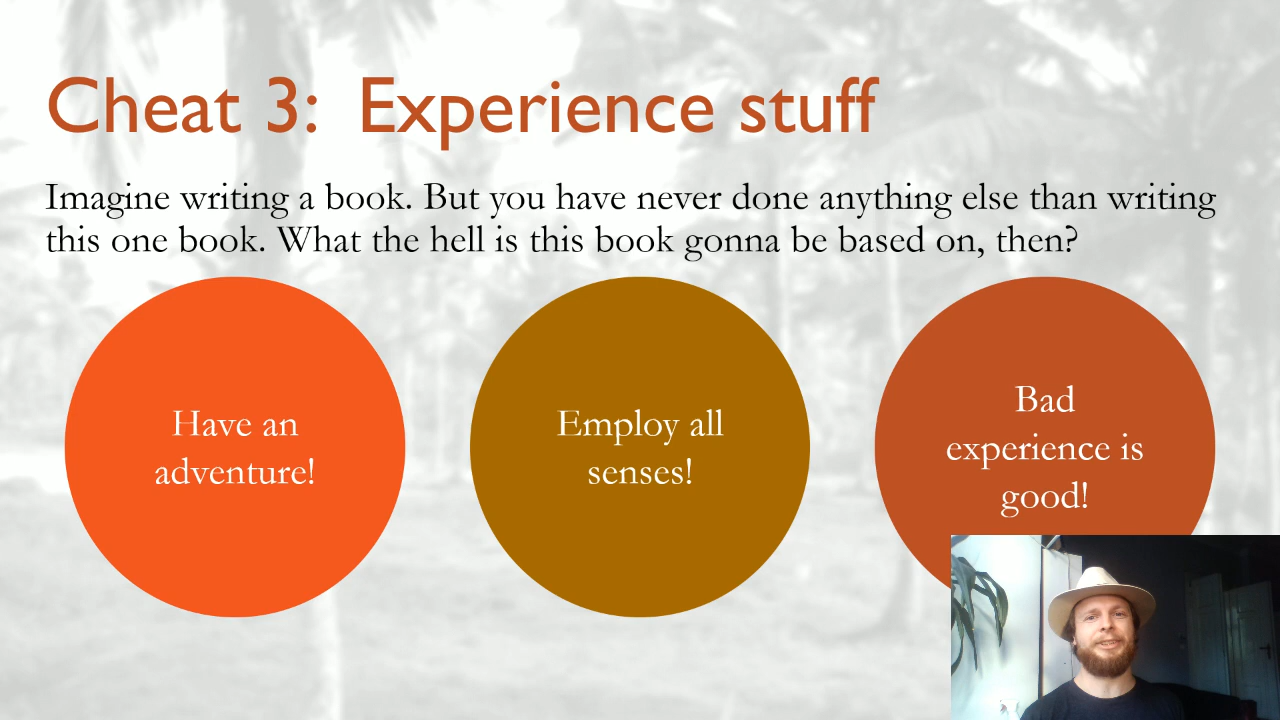 Cheat 3: Experience stuff
Imagine writing a book. But you have never done anything else than writing
this one book. What the hell is this book gonna be based on, then?
Have an
adventure!
Employ all
senses!
Bad
experience is
good!